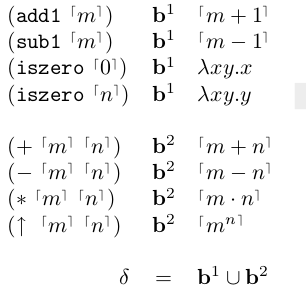 (add1 ⌜m⌝) b¹ ⌜m + 1⌝
(sub1 ⌜m⌝) b¹ ⌜m − 1⌝
(iszero ⌜0⌝) b¹ λxy.x
(iszero ⌜n⌝) b¹ λxy.y
(+ ⌜m⌝ ⌜n⌝) b² ⌜m + n⌝
(− ⌜m⌝ ⌜n⌝) b² ⌜m − n⌝
(∗ ⌜m⌝ ⌜n⌝) b² ⌜m · n⌝
(↑ ⌜m⌝ ⌜n⌝) b² ⌜mⁿ⌝
δ = b¹ ∪ b²